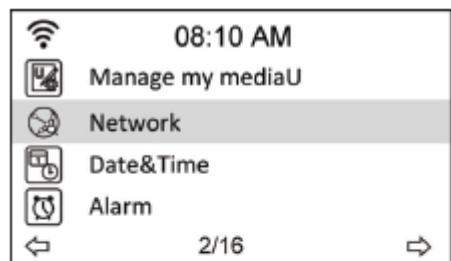 08:10 AM
Manage my mediaU
Network
Date&Time
Alarm
2/16